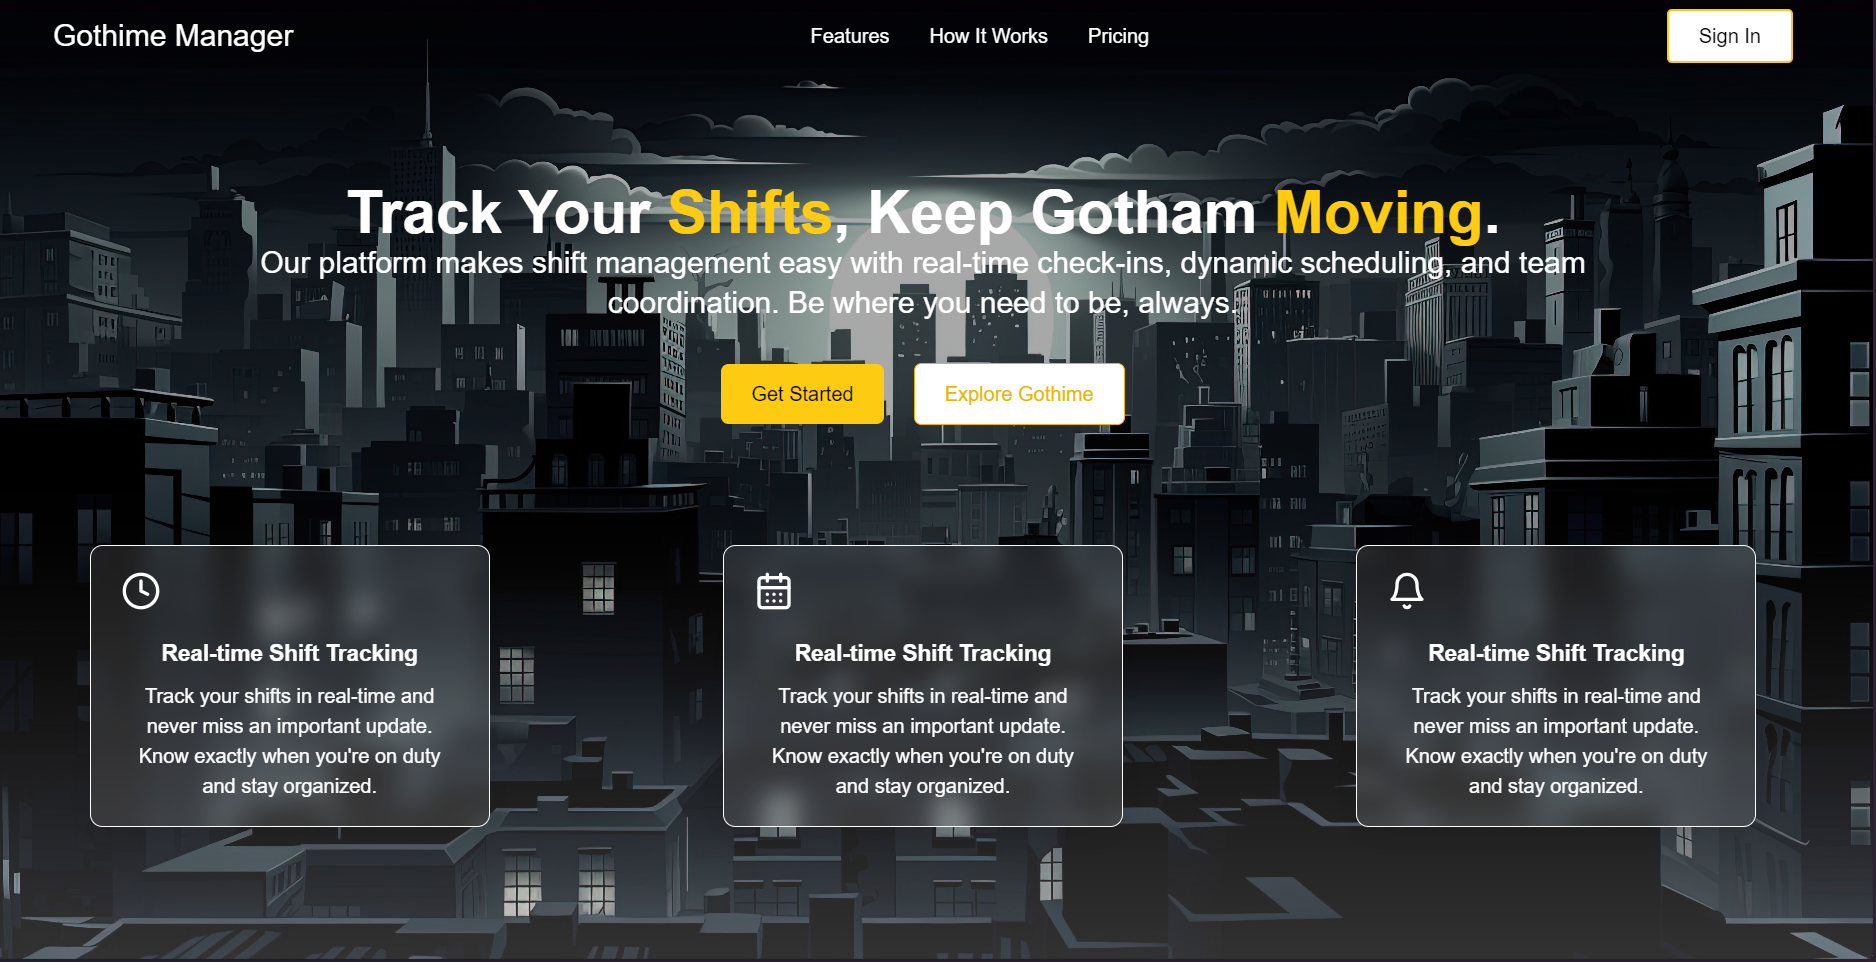 Gothime Manager
Features
How It Works
Pricing
Sign In
Track Your Shifts, Keep Gotham Moving.
Our platform makes shift management easy with real-time check-ins, dynamic scheduling, and team
coordination. Be where you need to be, always.
Get Started
Explore Gothime
Real-time Shift Tracking
Track your shifts in real-time and
never miss an important update.
Know exactly when you're on duty
and stay organized.
Real-time Shift Tracking
Track your shifts in real-time and
never miss an important update.
Know exactly when you're on duty
and stay organized.
Real-time Shift Tracking
Track your shifts in real-time and
never miss an important update.
Know exactly when you're on duty
and stay organized.